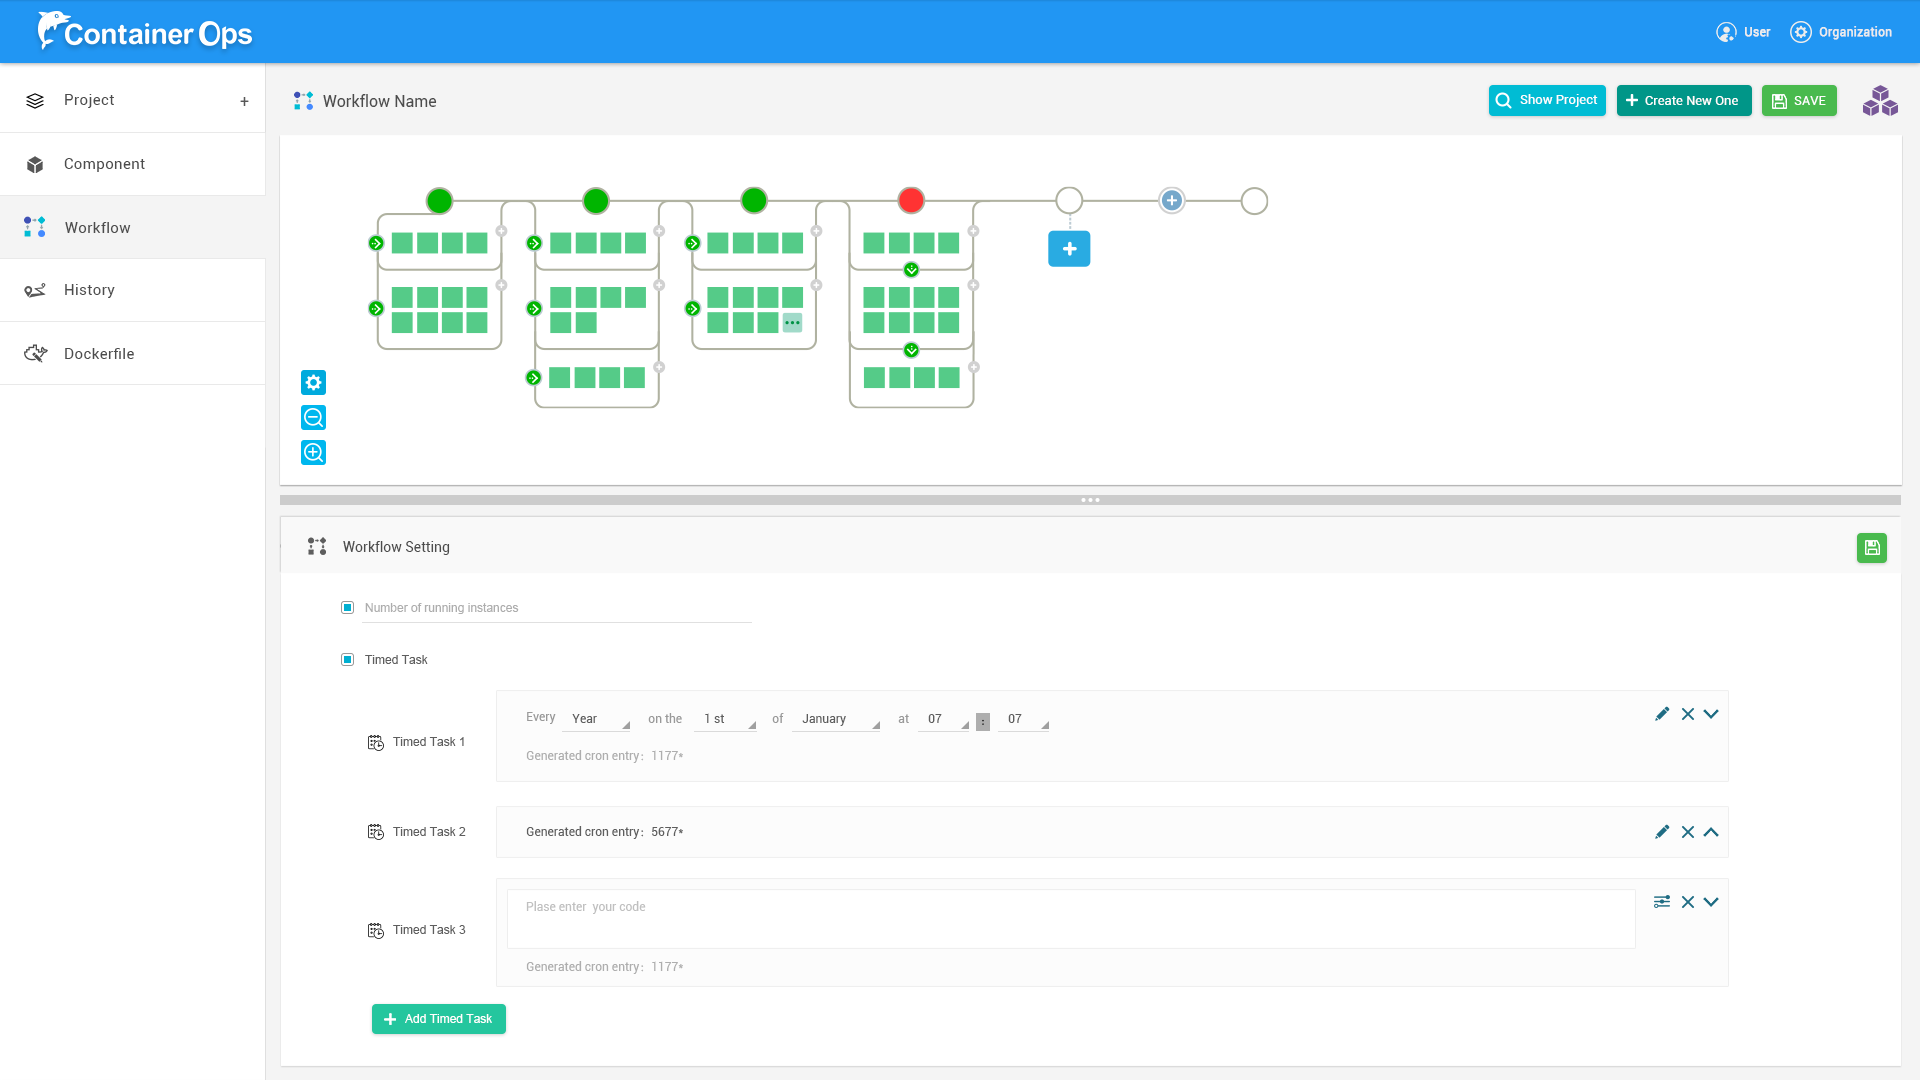 Container Ops
User
Organization
Project +
Component
Workflow
History
Dockerfile
Workflow Name
Show Project
Create New One
SAVE
Workflow Setting
Number of running instances
Timed Task
Timed Task 1
Every Year on the 1 st of January at 07 : 07
Generated cron entry: 1177*
Timed Task 2
Generated cron entry: 5677*
Timed Task 3
Plase enter your code
Generated cron entry: 1177*
Add Timed Task